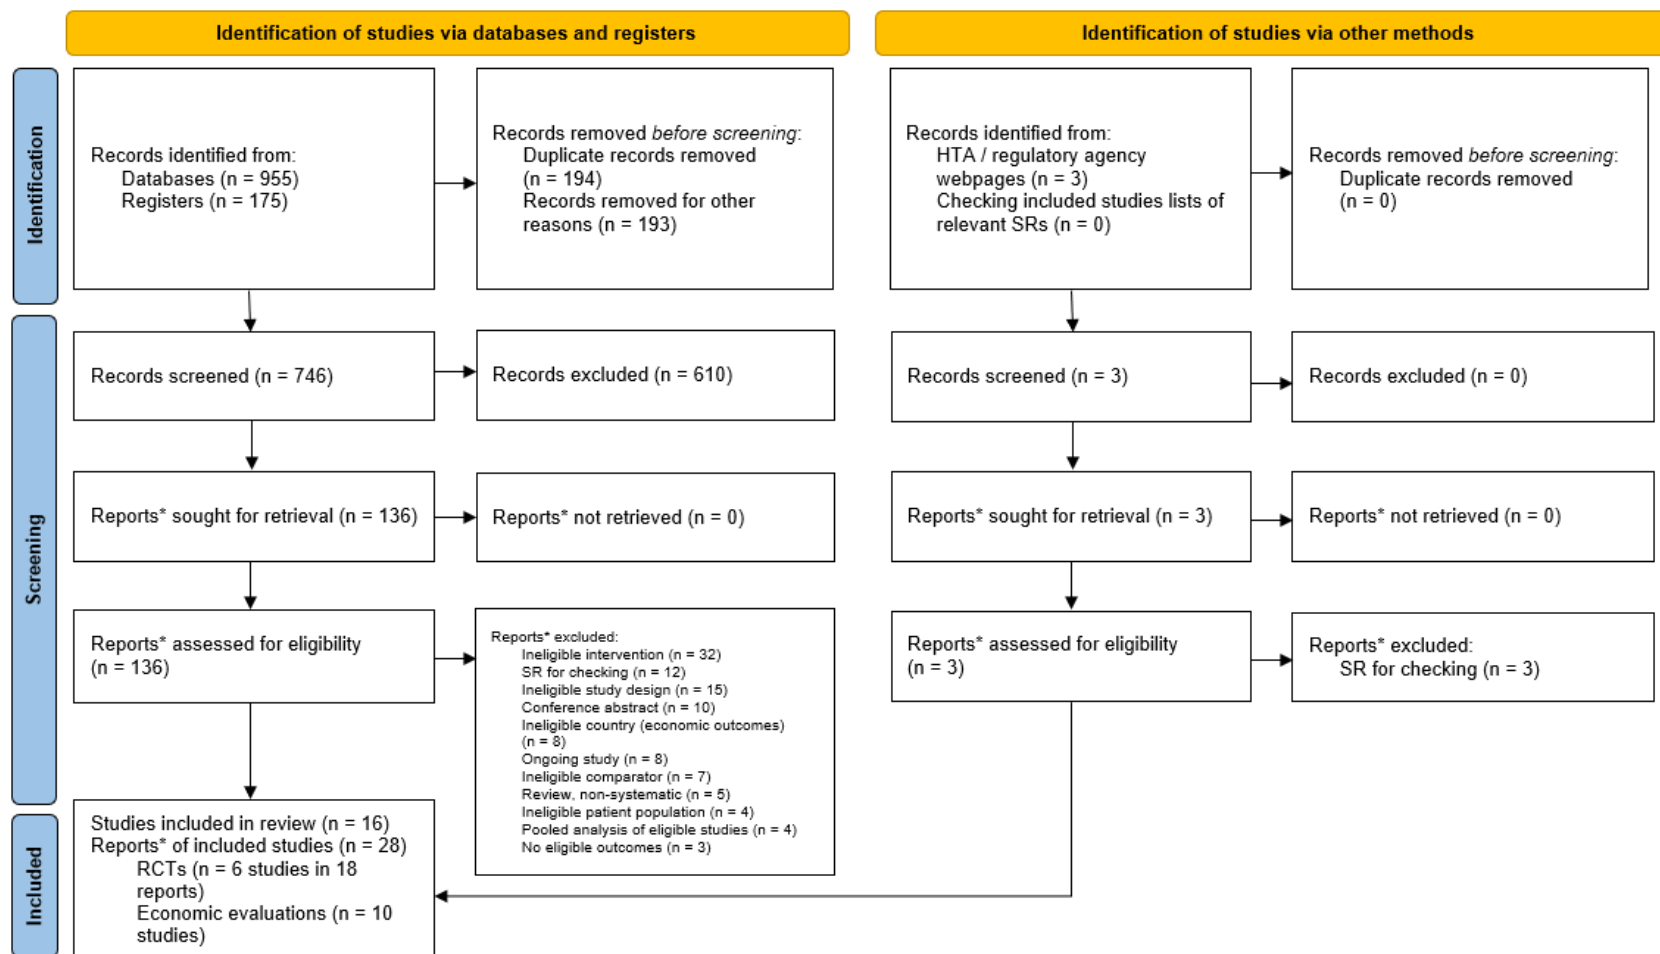 Identification of studies via databases and registers
Identification of studies via other methods
Identification
Records identified from:
Databases (n = 955)
Registers (n = 175)
Records removed before screening:
Duplicate records removed
(n = 194)
Records removed for other
reasons (n = 193)
Records identified from:
HTA / regulatory agency
webpages (n = 3)
Checking included studies lists of
relevant SRs (n = 0)
Records removed before screening:
Duplicate records removed
(n = 0)
Screening
Records screened (n = 746)
Records excluded (n = 610)
Records screened (n = 3)
Records excluded (n = 0)
Reports* sought for retrieval (n = 136)
Reports* not retrieved (n = 0)
Reports* sought for retrieval (n = 3)
Reports* not retrieved (n = 0)
Reports* assessed for eligibility
(n = 136)
Reports* excluded:
Ineligible intervention (n = 32)
SR for checking (n = 12)
Ineligible study design (n = 15)
Conference abstract (n = 10)
Ineligible country (economic outcomes)
(n = 8)
Ongoing study (n = 8)
Ineligible comparator (n = 7)
Review, non-systematic (n = 5)
Ineligible patient population (n = 4)
Pooled analysis of eligible studies (n = 4)
No eligible outcomes (n = 3)
Reports* assessed for eligibility
(n = 3)
Reports* excluded:
SR for checking (n = 3)
Included
Studies included in review (n = 16)
Reports* of included studies (n = 28)
RCTs (n = 6 studies in 18
reports)
Economic evaluations (n = 10
studies)